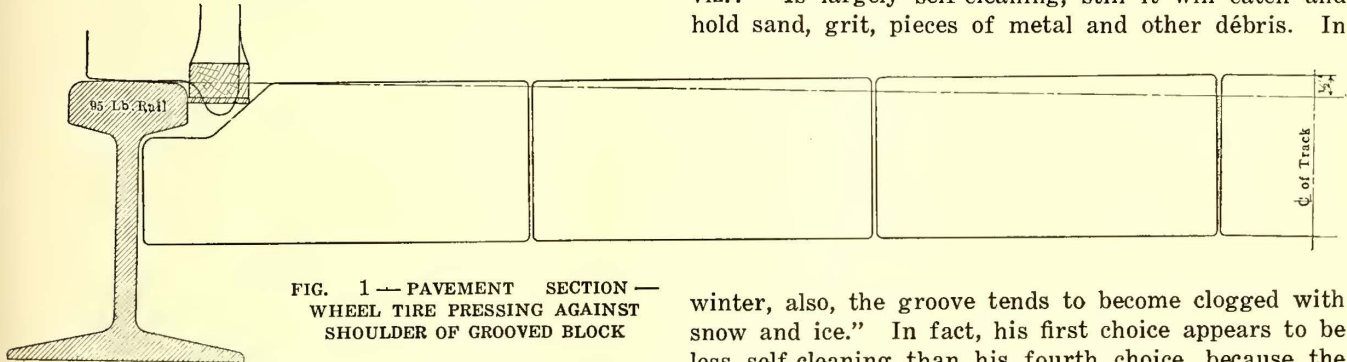 viz.: "Is largely self-cleaning, still it will catch and
hold sand, grit, pieces of metal and other débris. In
95 Lb. Rail
½"
℄ of Track
FIG. 1 — PAVEMENT SECTION —
WHEEL TIRE PRESSING AGAINST
SHOULDER OF GROOVED BLOCK
winter, also, the groove tends to become clogged with
snow and ice." In fact, his first choice appears to be
less self-cleaning than his fourth choice, because the